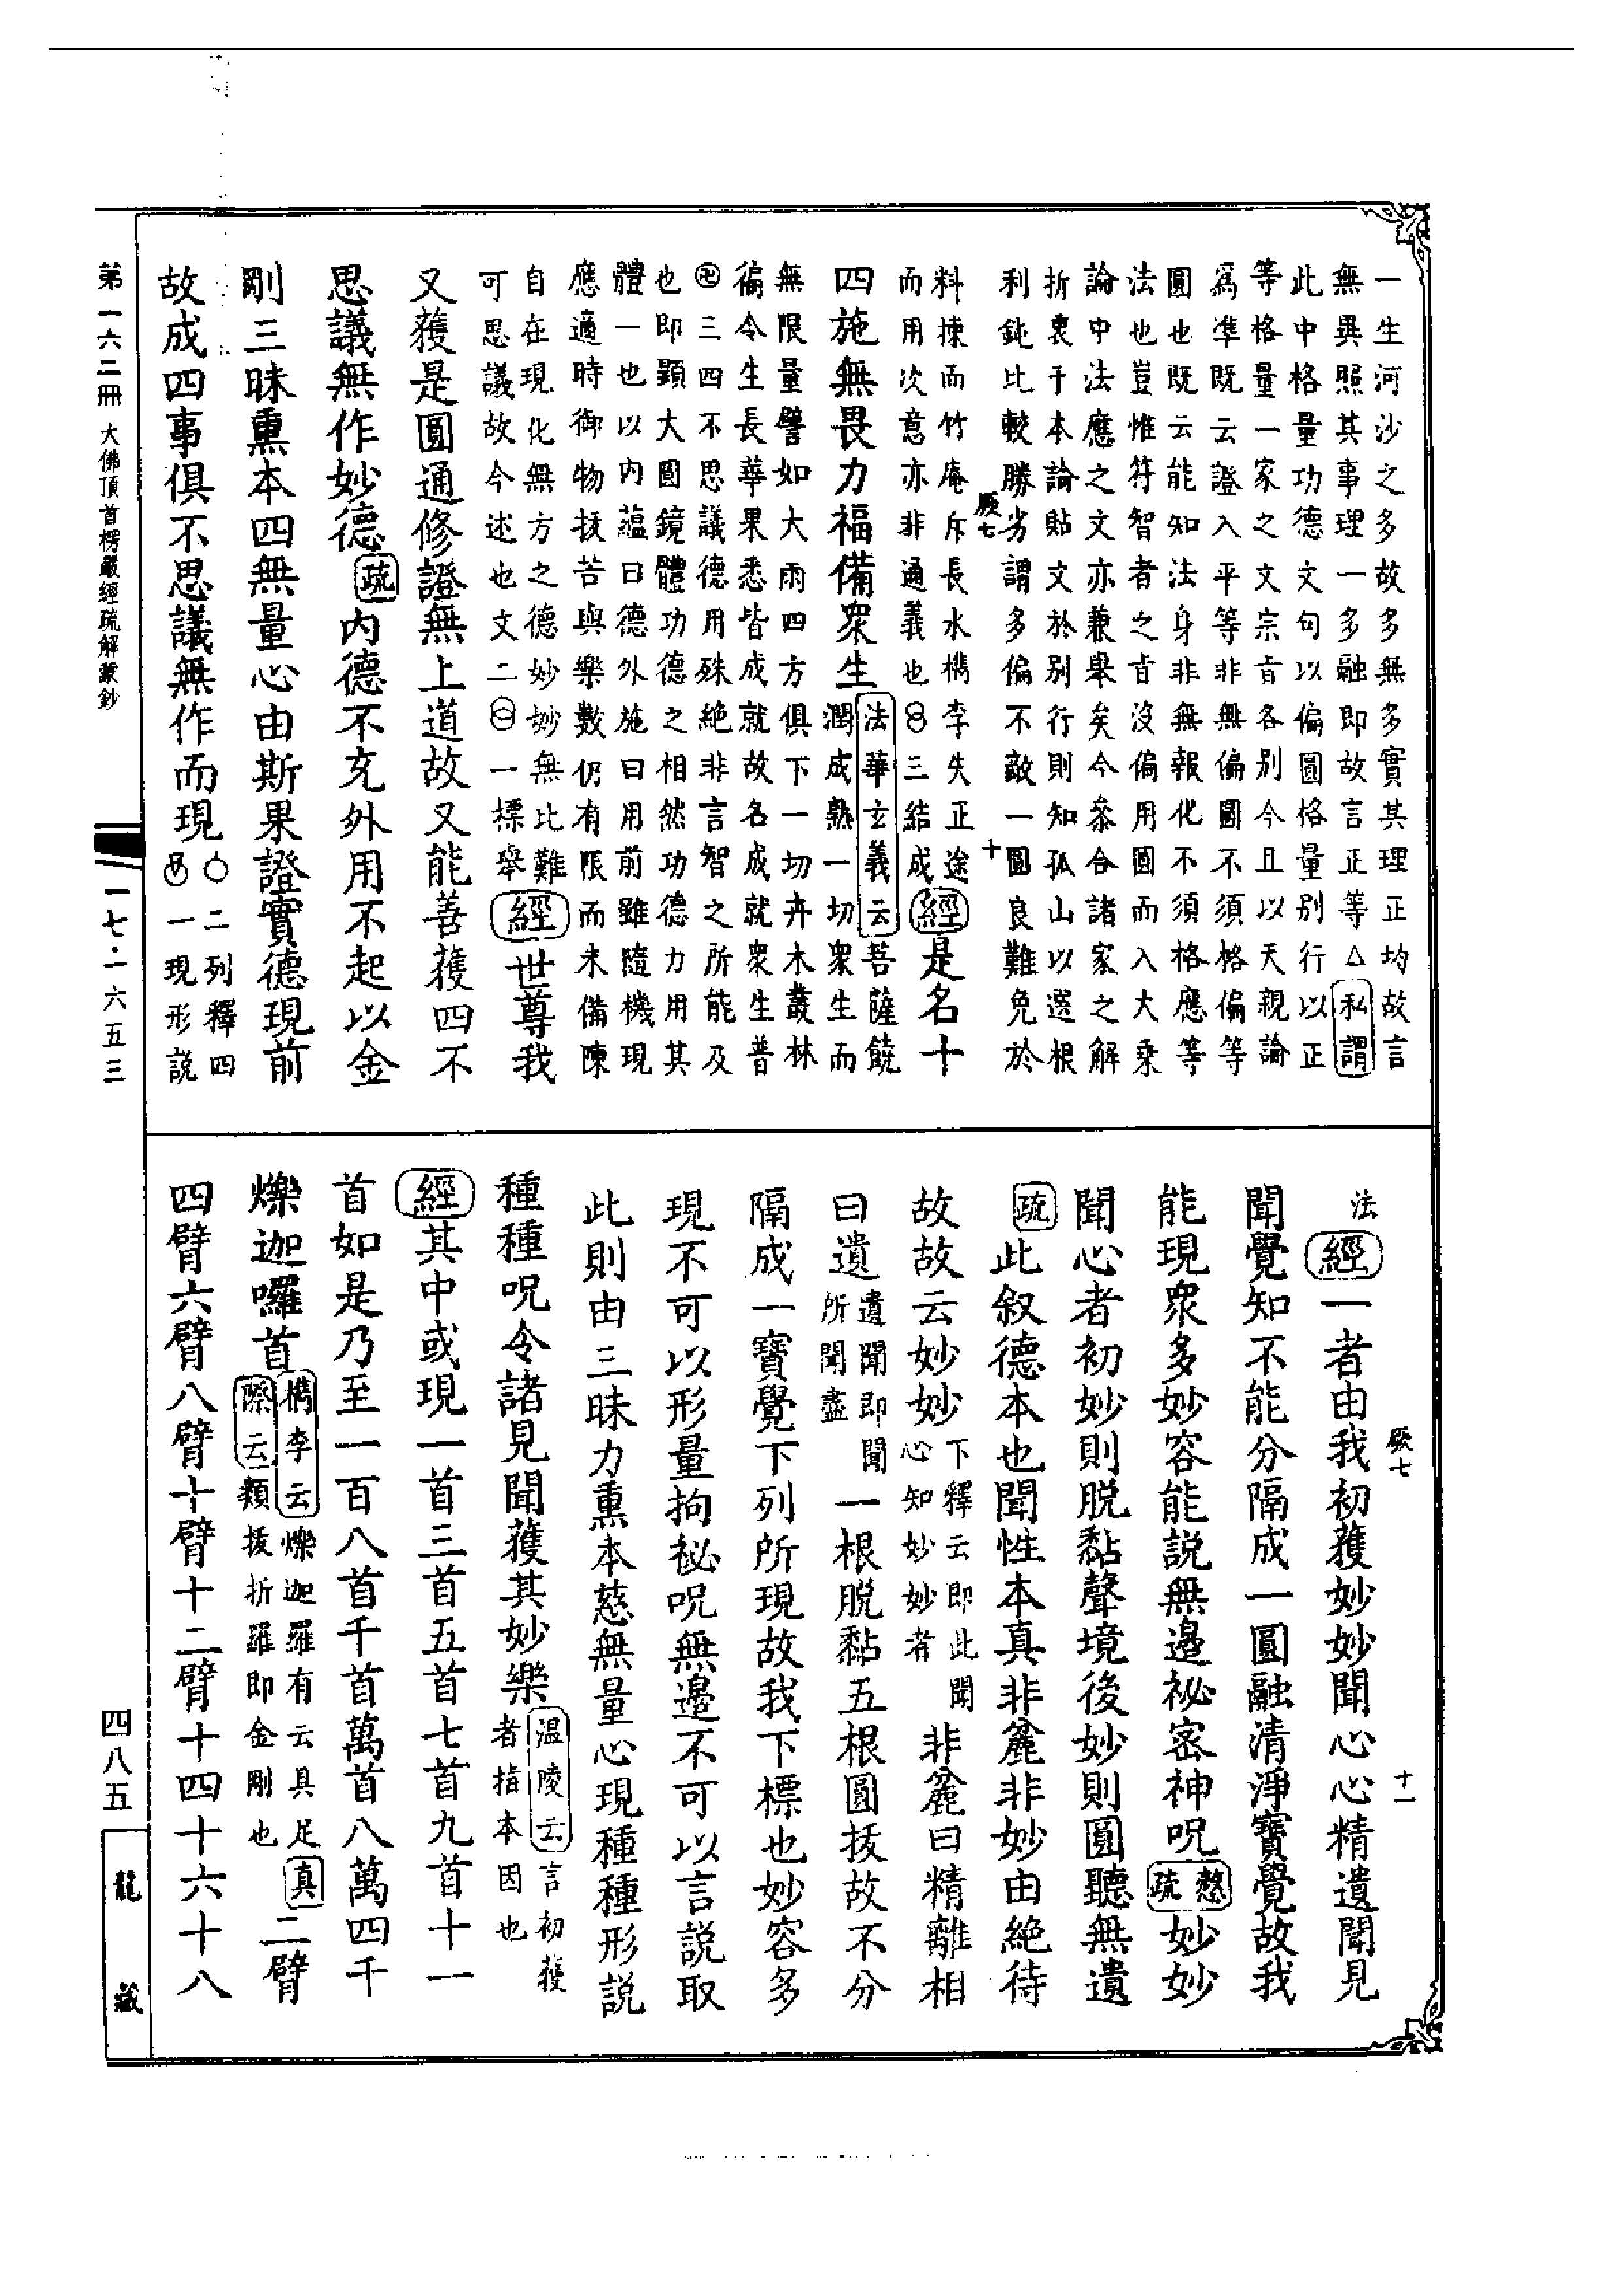 一生河沙之多故多無多實其理正均故言
無異照其事理一多融即故言正等△私謂
此中格量功德文句以偏圓格量別行以正
等格量一家之文宗旨各別今且以天親論
為準既云證入平等非無偏圓不須格偏等
圓也既云能知法身非無報化不須格應等
法也豈惟符智者之旨沒偏用圓而入大乘
論中法應之文亦兼舉矣今叅合諸家之解
折衷于本論貼文於別行則知孤山以選根
利鈍比較勝劣謂多偏不敵一圓良難免於
厥七 十
料揀而竹庵斥長水檇李失正途
而用次意亦非通義也三結成經是名十
四施無畏力福備眾生法華玄義云菩薩饒
潤成熟一切眾生而
無限量譬如大雨四方俱下一切卉木叢林
徧令生長華果悉皆成就故名成就眾生普
㊣三四不思議德用殊絕非言智之所能及
也即顯大圓鏡體功德之相然功德力用其
體一也以內蘊曰德外施曰用前雖隨機現
應適時御物拔苦與樂數仍有限而未備陳
自在現化無方之德妙妙無比難
可思議故今述也文二㊀一標舉經世尊我
又獲是圓通修證無上道故又能善獲四不
思議無作妙德疏內德不充外用不起以金
剛三昧熏本四無量心由斯果證實德現前
故成四事俱不思議無作而現○二列釋四
一現形說
第一六二冊 大佛頂首楞嚴經疏解蒙鈔
一七·一六五三
法經一者由我初獲妙妙聞心心精遺聞見
厥七 十一
聞覺知不能分隔成一圓融清淨寶覺故我
能現眾多妙容能說無邊祕密神呪慤疏妙妙
聞心者初妙則脫黏聲境後妙則圓聽無遺
疏此叙德本也聞性本真非麄非妙由絕待
故故云妙妙下釋云即此聞
心知妙妙者非麄曰精離相
曰遺遺聞即聞
所聞盡一根脫黏五根圓拔故不分
隔成一寶覺下列所現故我下標也妙容多
現不可以形量拘祕呪無邊不可以言說取
此則由三昧力熏本慈無量心現種種形說
種種呪令諸見聞獲其妙樂温陵云言初獲
者指本因也
經其中或現一首三首五首七首九首十一
首如是乃至一百八首千首萬首八萬四千
爍迦囉首檇李云爍迦羅有云具足
際云類拔折羅即金剛也真二臂
四臂六臂八臂十臂十二臂十四十六十八
四八五
龍藏